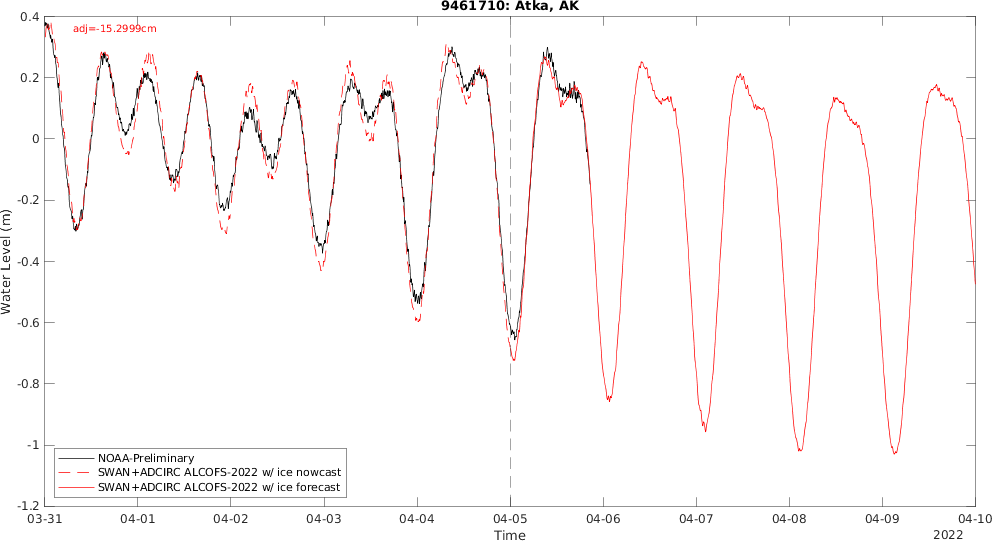 9461710: Atka, AK
adj=-15.2999cm
0.4
0.2
0
-0.2
-0.4
-0.6
-0.8
-1
-1.2
Water Level (m)
NOAA-Preliminary
SWAN+ADCIRC ALCOFS-2022 w/ ice nowcast
SWAN+ADCIRC ALCOFS-2022 w/ ice forecast
03-31 04-01 04-02 04-03 04-04 04-05 04-06 04-07 04-08 04-09 04-10
Time
2022